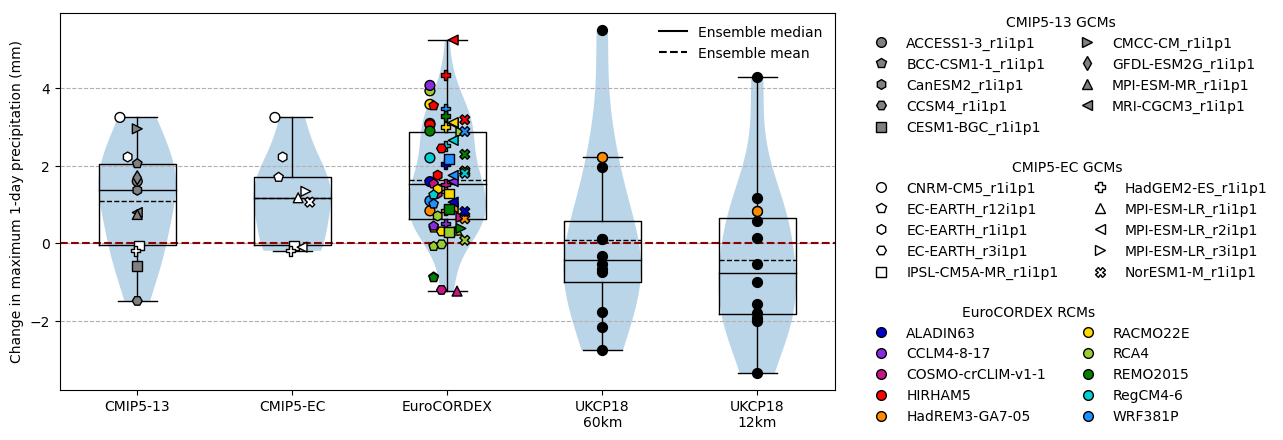 Change in maximum 1-day precipitation (mm)
4
2
0
−2
CMIP5-13
CMIP5-EC
EuroCORDEX
UKCP18
60km
UKCP18
12km
Ensemble median
Ensemble mean
CMIP5-13 GCMs
ACCESS1-3_r1i1p1
BCC-CSM1-1_r1i1p1
CanESM2_r1i1p1
CCSM4_r1i1p1
CESM1-BGC_r1i1p1
CMCC-CM_r1i1p1
GFDL-ESM2G_r1i1p1
MPI-ESM-MR_r1i1p1
MRI-CGCM3_r1i1p1
CMIP5-EC GCMs
CNRM-CM5_r1i1p1
EC-EARTH_r12i1p1
EC-EARTH_r1i1p1
EC-EARTH_r3i1p1
IPSL-CM5A-MR_r1i1p1
HadGEM2-ES_r1i1p1
MPI-ESM-LR_r1i1p1
MPI-ESM-LR_r2i1p1
MPI-ESM-LR_r3i1p1
NorESM1-M_r1i1p1
EuroCORDEX RCMs
ALADIN63
CCLM4-8-17
COSMO-crCLIM-v1-1
HIRHAM5
HadREM3-GA7-05
RACMO22E
RCA4
REMO2015
RegCM4-6
WRF381P